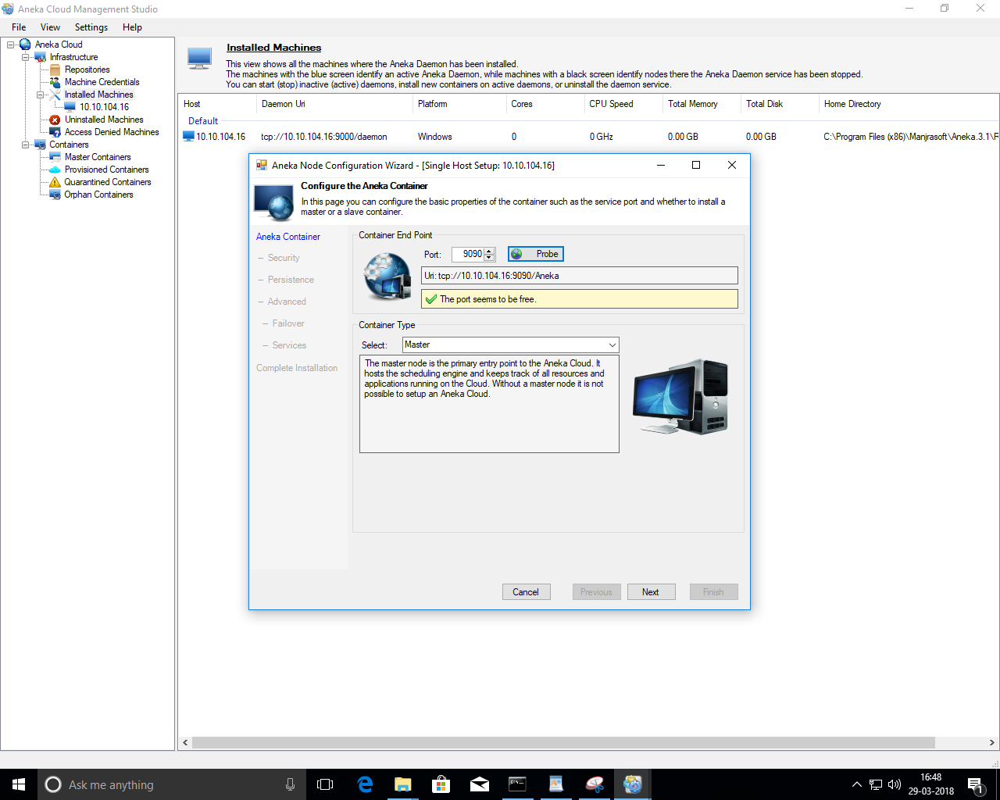 Aneka Cloud Management Studio
File View Settings Help
Aneka Cloud
Infrastructure
Repositories
Machine Credentials
Installed Machines
10.10.104.16
Uninstalled Machines
Access Denied Machines
Containers
Master Containers
Provisioned Containers
Quarantined Containers
Orphan Containers
Installed Machines
This view shows all the machines where the Aneka Daemon has been installed.
The machines with the blue screen identify an active Aneka Daemon, while machines with a black screen identify nodes there the Aneka Daemon service has been stopped.
You can start (stop) inactive (active) daemons, install new containers on active daemons, or uninstall the daemon service.
Host Daemon Uri Platform Cores CPU Speed Total Memory Total Disk Home Directory
Default
10.10.104.16 tcp://10.10.104.16:9000/daemon Windows 0 0 GHz 0.00 GB 0.00 GB C:\Program Files (x86)\Manjrasoft\Aneka.3.1\R
Aneka Node Configuration Wizard - [Single Host Setup: 10.10.104.16]
Configure the Aneka Container
In this page you can configure the basic properties of the container such as the service port and whether to install a
master or a slave container.
Aneka Container
– Security
– Persistence
– Advanced
– Failover
– Services
Complete Installation
Container End Point
Port: 9090 Probe
Uri: tcp://10.10.104.16:9090/Aneka
The port seems to be free.
Container Type
Select: Master
The master node is the primary entry point to the Aneka Cloud. It
hosts the scheduling engine and keeps track of all resources and
applications running on the Cloud. Without a master node it is not
possible to setup an Aneka Cloud.
Cancel Previous Next Finish
Ask me anything
16:48
29-03-2018
1